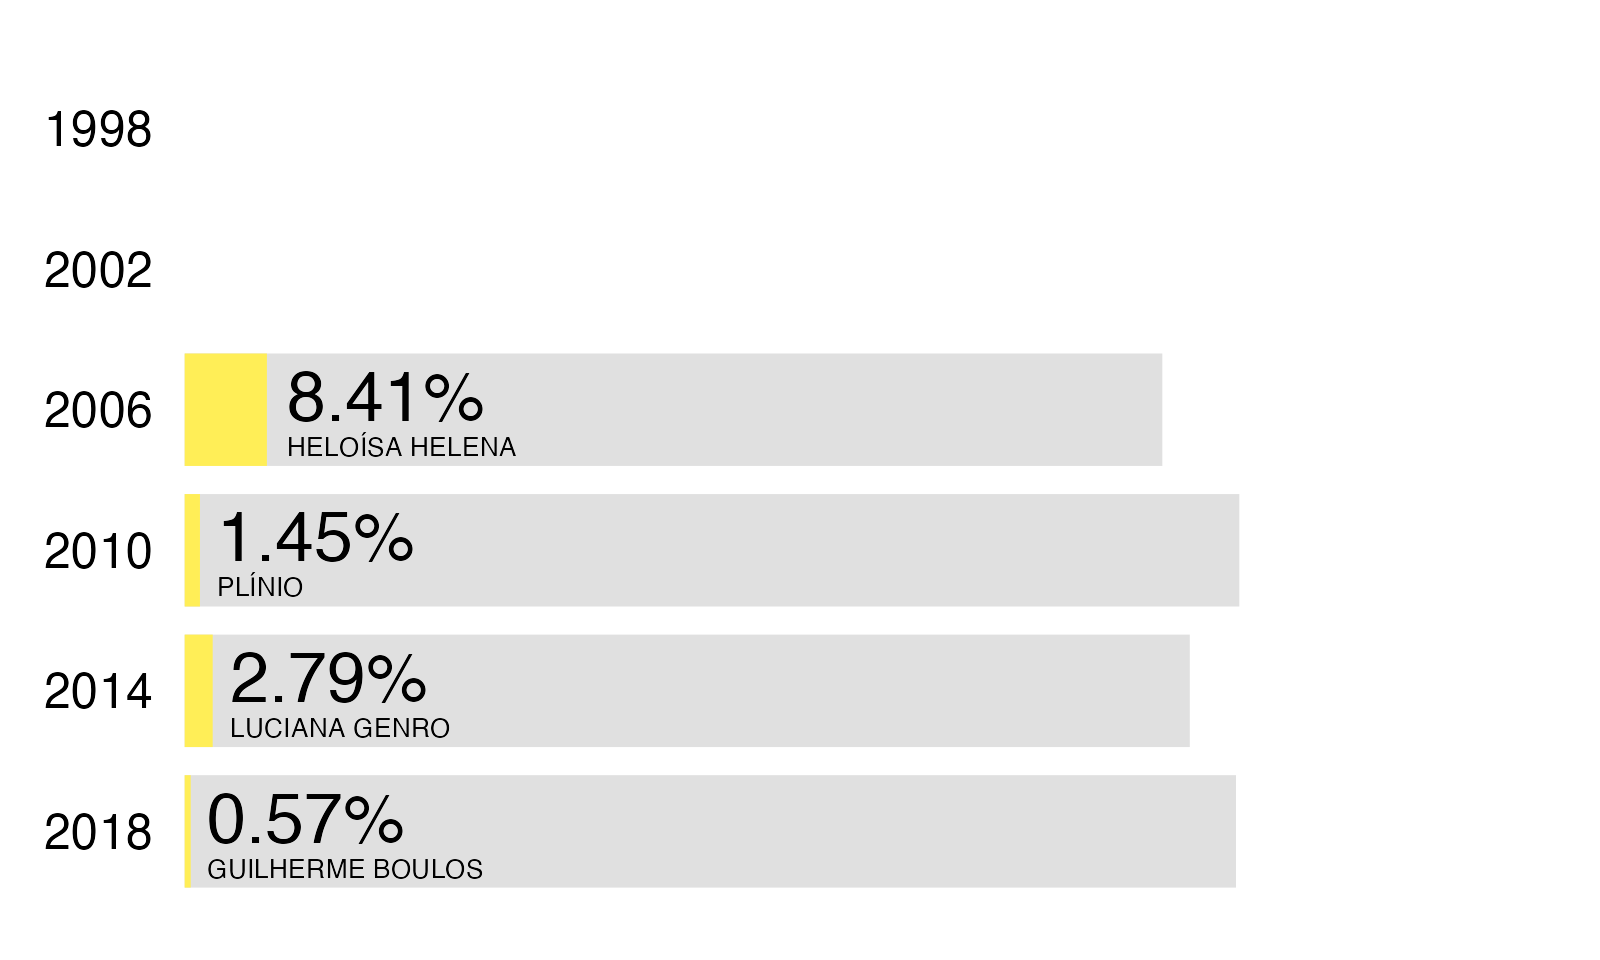 1998
2002
2006
8.41%
HELOÍSA HELENA
2010
1.45%
PLÍNIO
2014
2.79%
LUCIANA GENRO
2018
0.57%
GUILHERME BOULOS